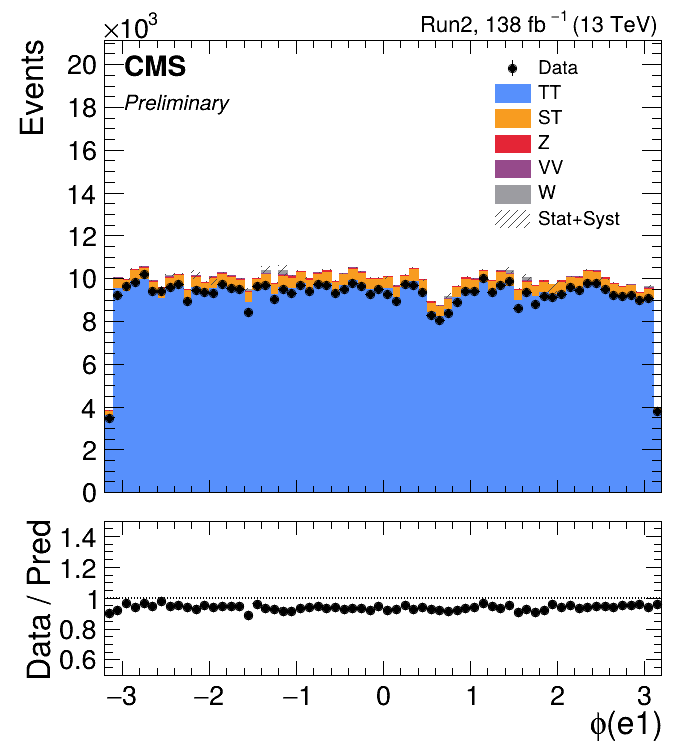 ×10³
Run2, 138 fb⁻¹ (13 TeV)
Events
CMS
Preliminary
Data
TT
ST
Z
VV
W
Stat+Syst
20
18
16
14
12
10
8
6
4
2
0
Data / Pred
1.4
1.2
1
0.8
0.6
−3 −2 −1 0 1 2 3
ϕ(e1)